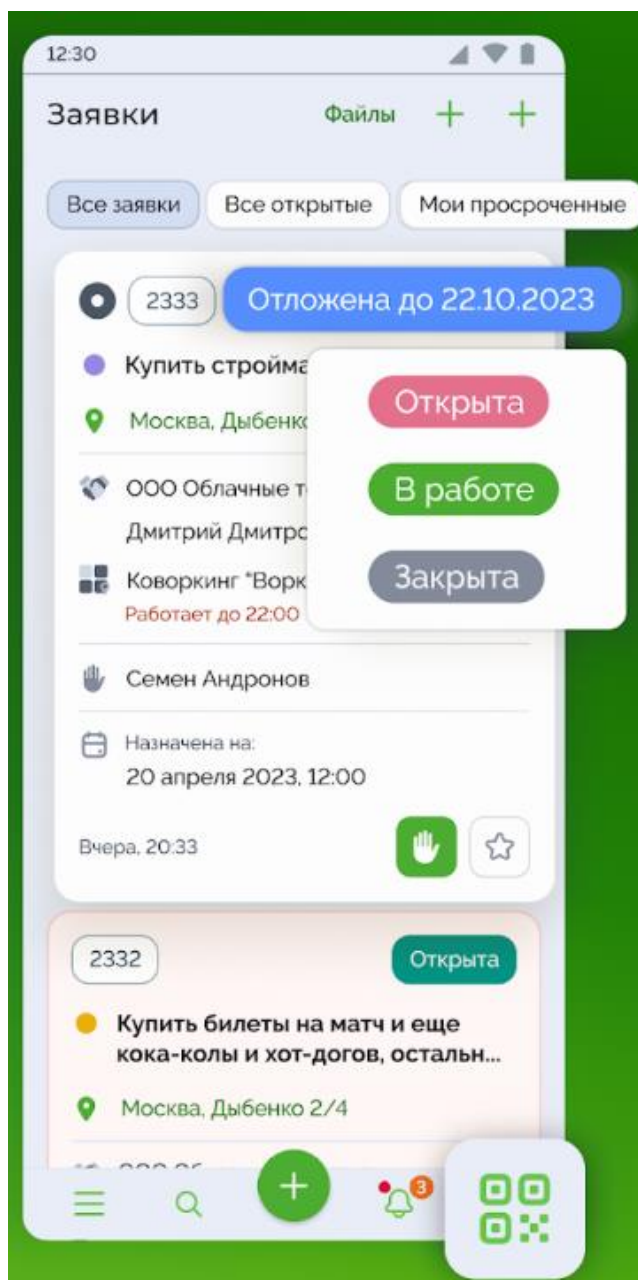 12:30
Заявки
Файлы
Все заявки
Все открытые
Мои просроченные
2333
Отложена до 22.10.2023
Купить стройма
Открыта
Москва, Дыбенко
ООО Облачные т
В работе
Дмитрий Дмитро
Коворкинг "Ворк
Закрыта
Работает до 22:00
Семен Андронов
Назначена на:
20 апреля 2023, 12:00
Вчера, 20:33
2332
Открыта
Купить билеты на матч и еще
кока-колы и хот-догов, остальн...
Москва, Дыбенко 2/4
3